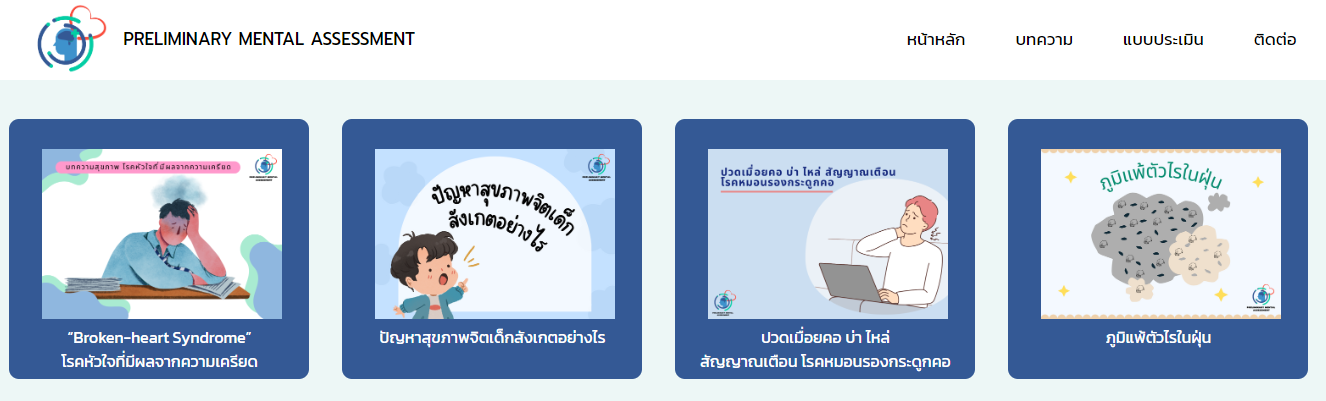 PRELIMINARY MENTAL ASSESSMENT
หน้าหลัก
บทความ
แบบประเมิน
ติดต่อ
บทความสุขภาพ โรคหัวใจที่มีผลจากความเครียด
PRELIMINARY MENTAL
ASSESSMENT
“Broken-heart Syndrome”
โรคหัวใจที่มีผลจากความเครียด
ปัญหาสุขภาพจิตเด็ก
สังเกตอย่างไร
PRELIMINARY MENTAL
ASSESSMENT
ปัญหาสุขภาพจิตเด็กสังเกตอย่างไร
ปวดเมื่อยคอ บ่า ไหล่ สัญญาณเตือน
โรคหมอนรองกระดูกคอ
PRELIMINARY MENTAL
ASSESSMENT
ปวดเมื่อยคอ บ่า ไหล่
สัญญาณเตือน โรคหมอนรองกระดูกคอ
ภูมิแพ้ตัวไรในฝุ่น
PRELIMINARY MENTAL
ASSESSMENT
ภูมิแพ้ตัวไรในฝุ่น